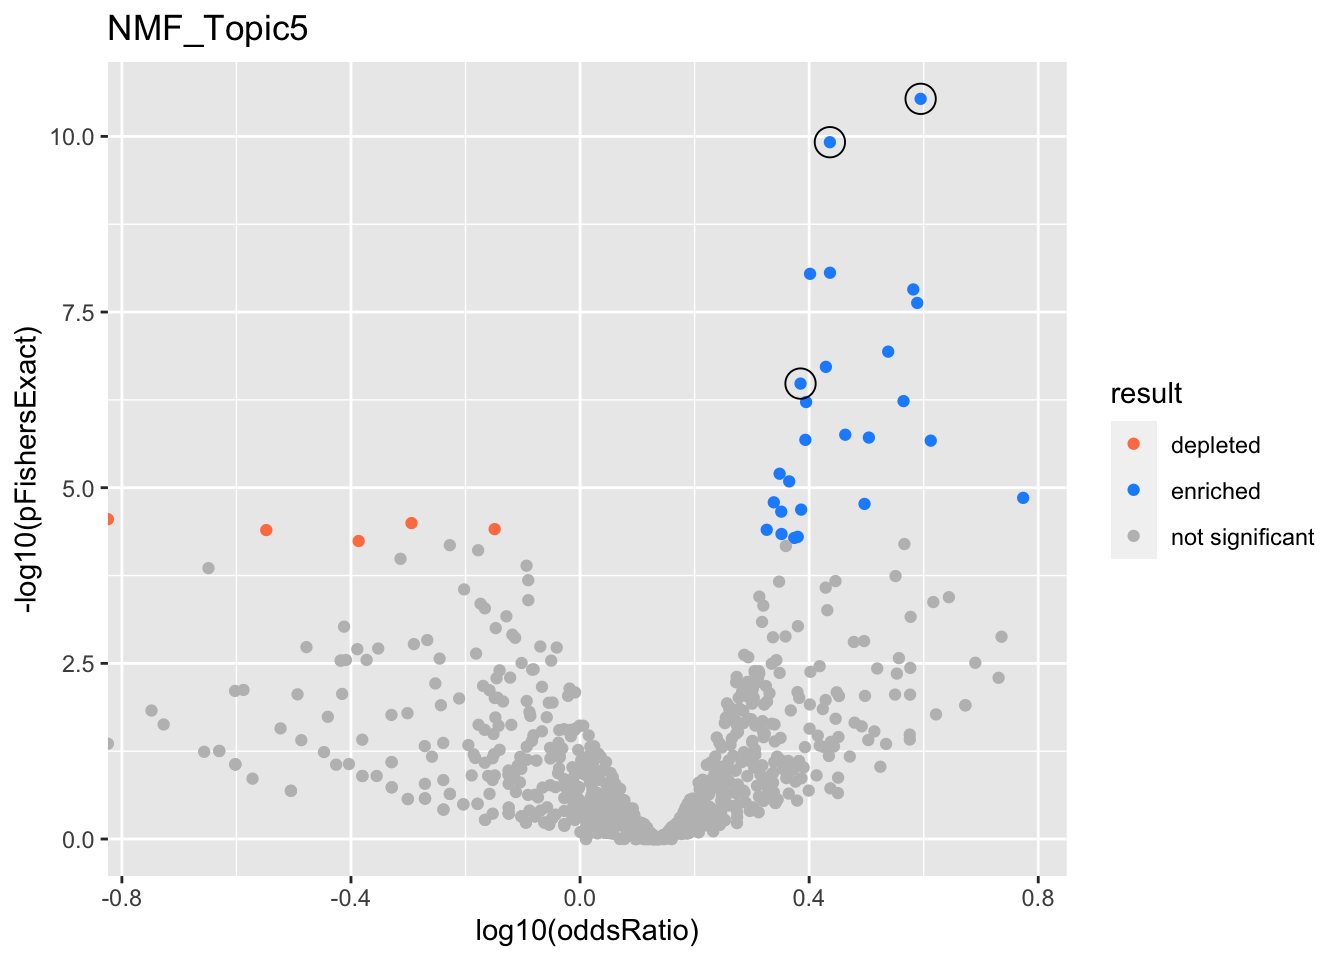 NMF_Topic5
-log10(pFishersExact)
10.0
7.5
5.0
2.5
0.0
-0.8
-0.4
0.0
0.4
0.8
log10(oddsRatio)
result
depleted
enriched
not significant